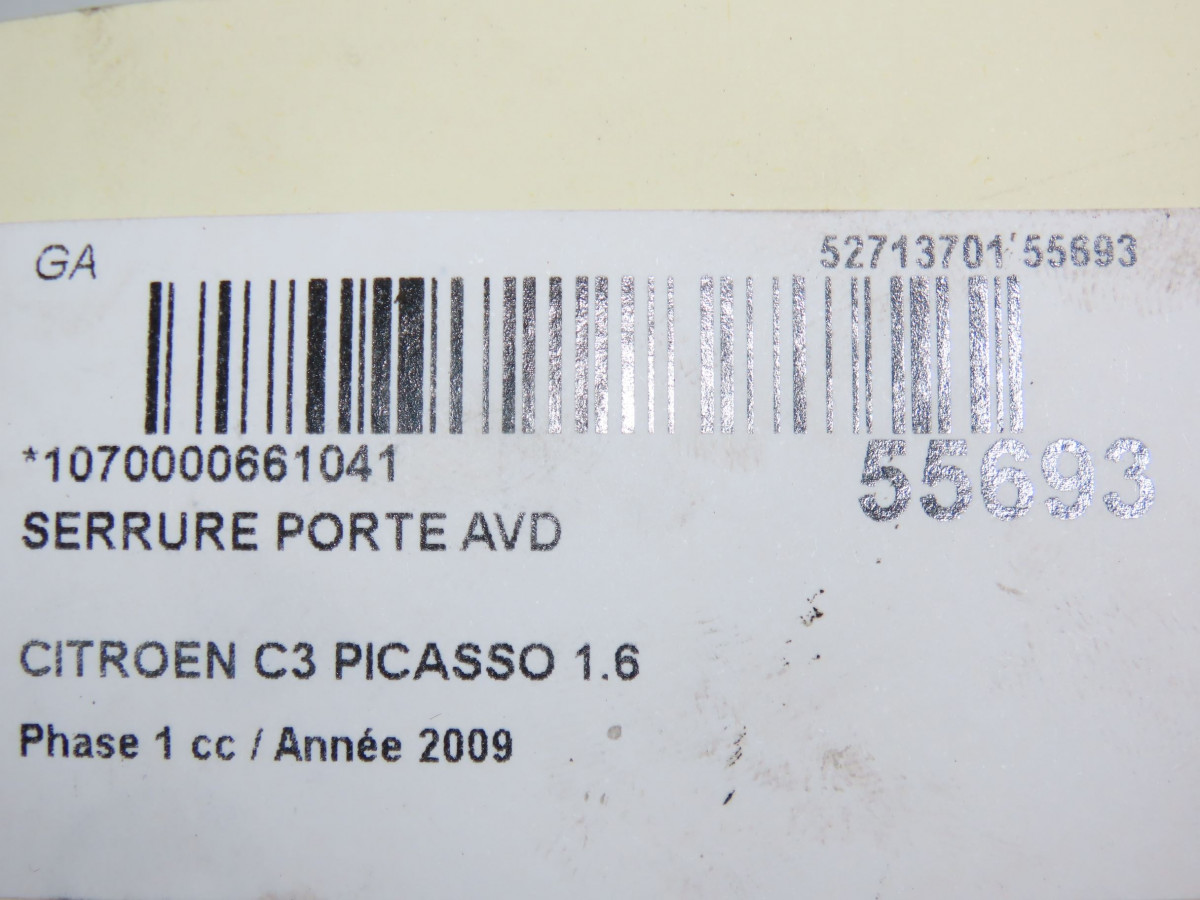 GA
52713701 55693
*1070000661041
55693
SERRURE PORTE AVD
CITROEN C3 PICASSO 1.6
Phase 1 cc / Année 2009